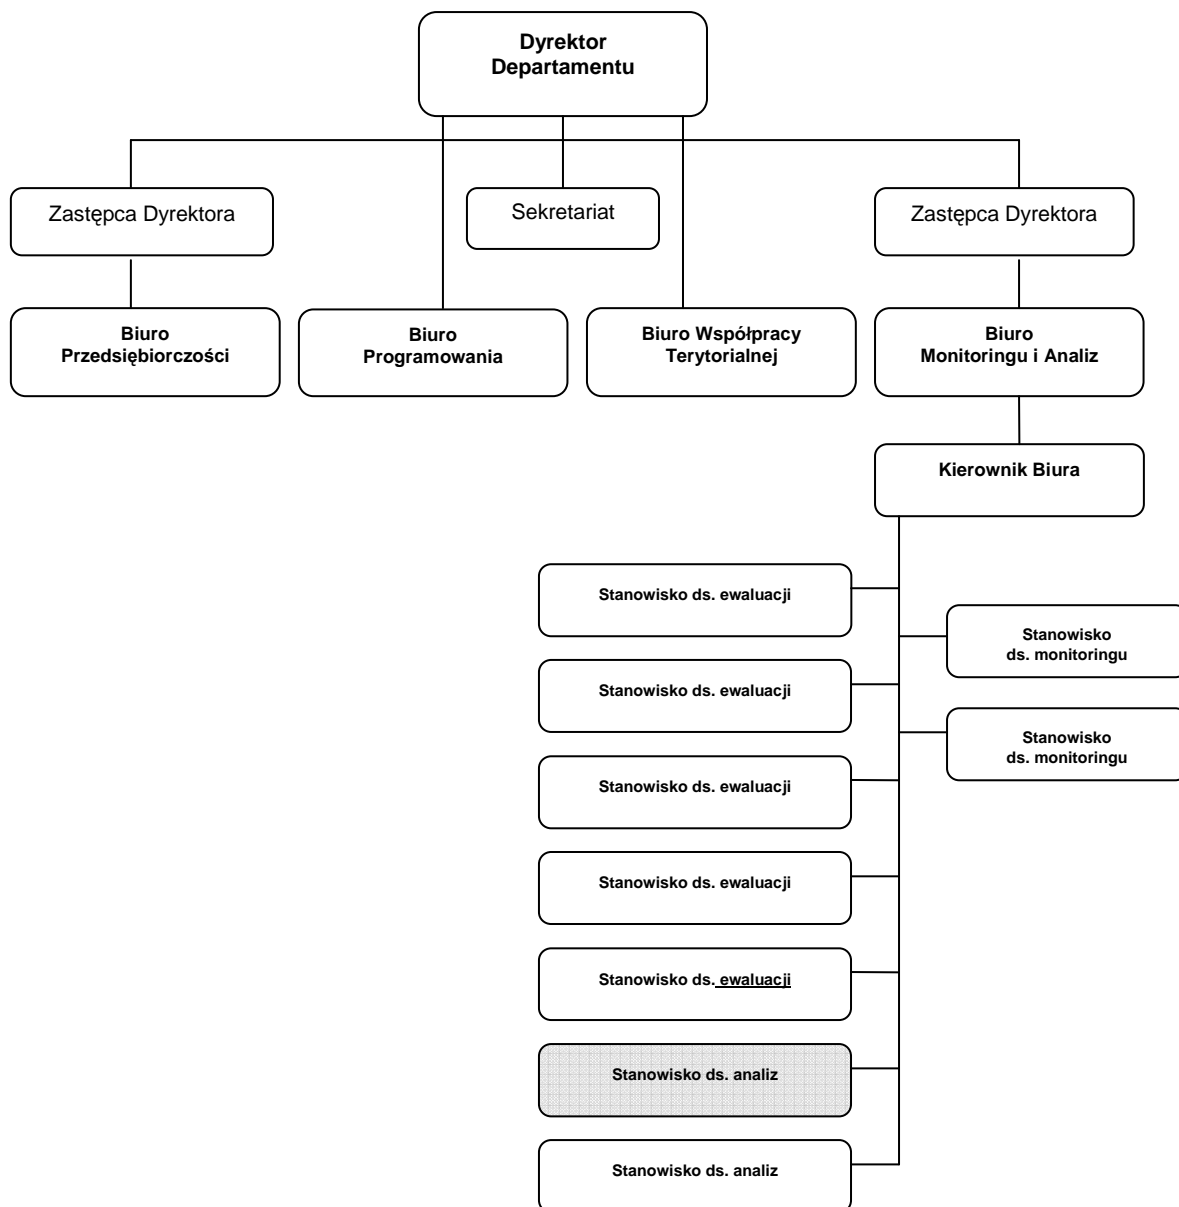 Dyrektor
Departamentu
Zastępca Dyrektora
Sekretariat
Zastępca Dyrektora
Biuro
Przedsiębiorczości
Biuro
Programowania
Biuro Współpracy
Terytorialnej
Biuro
Monitoringu i Analiz
Kierownik Biura
Stanowisko ds. ewaluacji
Stanowisko
ds. monitoringu
Stanowisko ds. ewaluacji
Stanowisko
ds. monitoringu
Stanowisko ds. ewaluacji
Stanowisko ds. ewaluacji
Stanowisko ds. ewaluacji
Stanowisko ds. analiz
Stanowisko ds. analiz